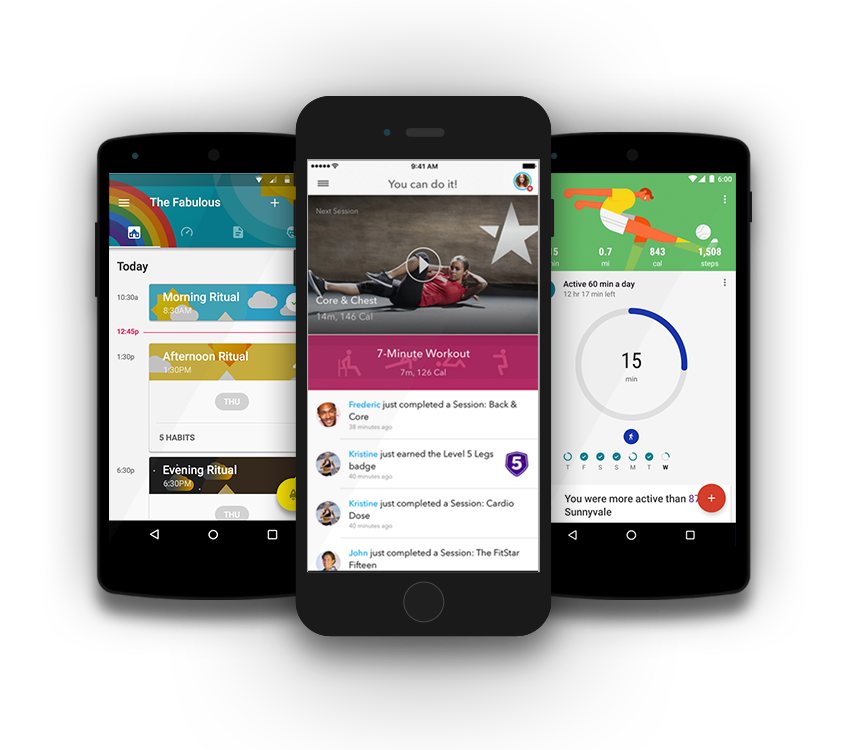 The Fabulous
+
Today
10:30a
Morning Ritual
8:30AM
12:45p
1:30p
Afternoon Ritual
1:30PM
THU
5 HABITS
6:30p
Evening Ritual
6:30PM
THU
9:41 AM
You can do it!
Next Session
Core & Chest
14m, 146 Cal
7-Minute Workout
7m, 126 Cal
Frederic just completed a Session: Back &
Core
38 minutes ago
Kristine just earned the Level 5 Legs
badge
40 minutes ago
5
Kristine just completed a Session: Cardio
Dose
40 minutes ago
John just completed a Session: The FitStar
Fifteen
6:00
0.7 843 1,508
mi cal steps
Active 60 min a day
12 hr 17 min left
15
min
T F S S M T W
You were more active than
Sunnyvale
+